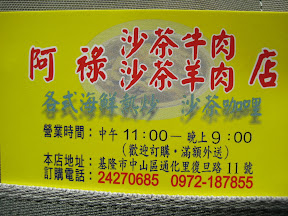 阿祿 沙茶牛肉 沙茶羊肉 店
各式海鮮熱炒 沙茶咖哩
營業時間：中午11:00—晚上9:00
（歡迎訂購・滿額外送）
本店地址：基隆市中山區通化里復旦路11號
訂購電話：24270685 0972-187855